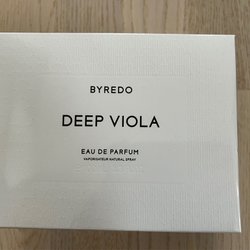 BYREDO
DEEP VIOLA
EAU DE PARFUM
VAPORISATEUR NATURAL SPRAY